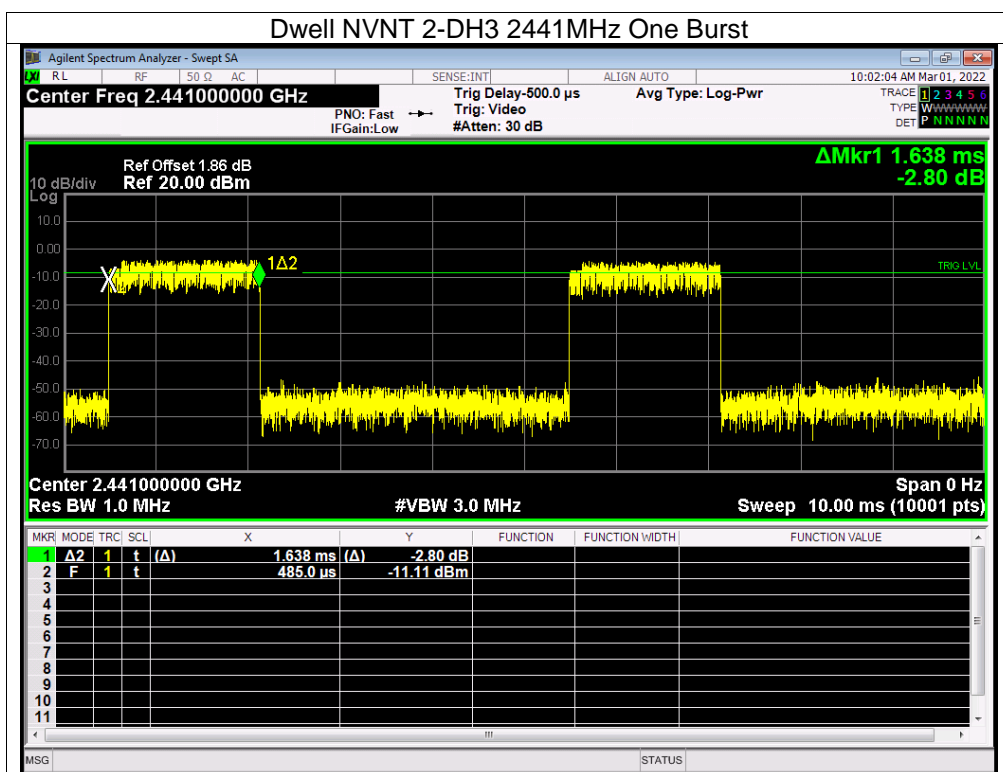 Dwell NVNT 2-DH3 2441MHz One Burst
Agilent Spectrum Analyzer - Swept SA
LXI RL RF 50 Ω AC SENSE:INT ALIGN AUTO 10:02:04 AM Mar 01, 2022
Center Freq 2.441000000 GHz
PNO: Fast
IFGain:Low
Trig Delay-500.0 µs
Trig: Video
#Atten: 30 dB
Avg Type: Log-Pwr
TRACE 1 2 3 4 5 6
TYPE WWWWWW
DET P N N N N N
ΔMkr1 1.638 ms
-2.80 dB
Ref Offset 1.86 dB
10 dB/div Ref 20.00 dBm
Log
10.0
0.00
-10.0
-20.0
-30.0
-40.0
-50.0
-60.0
-70.0
1Δ2
TRIG LVL
Center 2.441000000 GHz Span 0 Hz
Res BW 1.0 MHz #VBW 3.0 MHz Sweep 10.00 ms (10001 pts)
MKR MODE TRC SCL X Y FUNCTION FUNCTION WIDTH FUNCTION VALUE
1 Δ2 1 t (Δ) 1.638 ms (Δ) -2.80 dB
2 F 1 t 485.0 µs -11.11 dBm
3
4
5
6
7
8
9
10
11
MSG STATUS